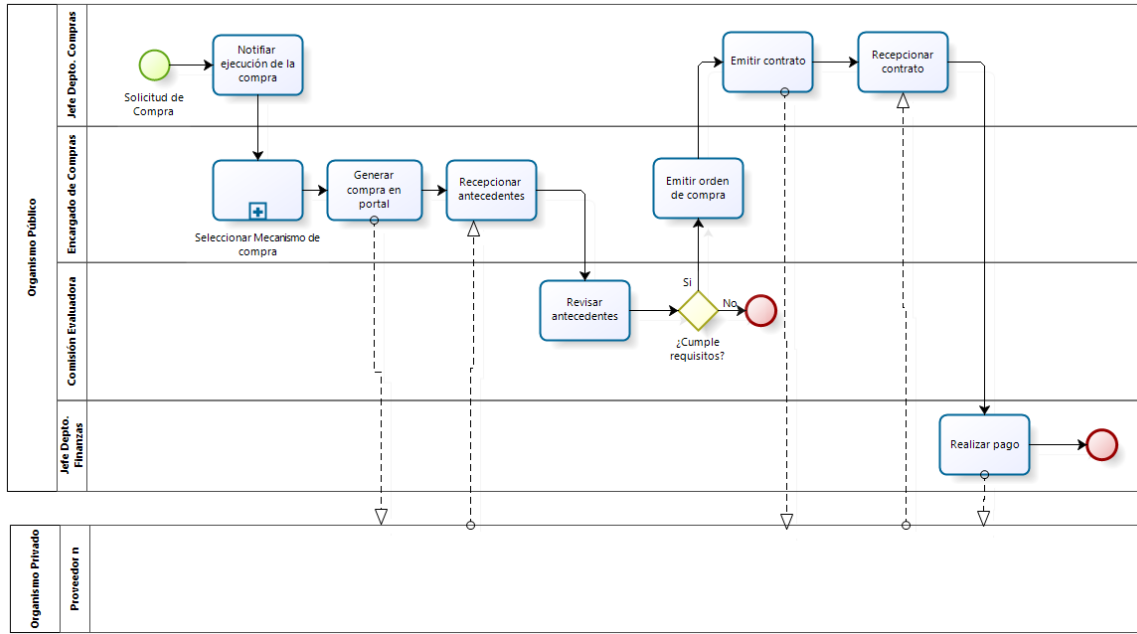 Organismo Público
Jefe Depto. Compras
Solicitud de
Compra
Notifiar
ejecución de la
compra
Emitir contrato
Recepcionar
contrato
Encargado de Compras
Seleccionar Mecanismo de
compra
Generar
compra en
portal
Recepcionar
antecedentes
Emitir orden
de compra
Comisión Evaluadora
Revisar
antecedentes
Si
No
¿Cumple
requisitos?
Jefe Depto.
Finanzas
Realizar pago
Organismo Privado
Proveedor n